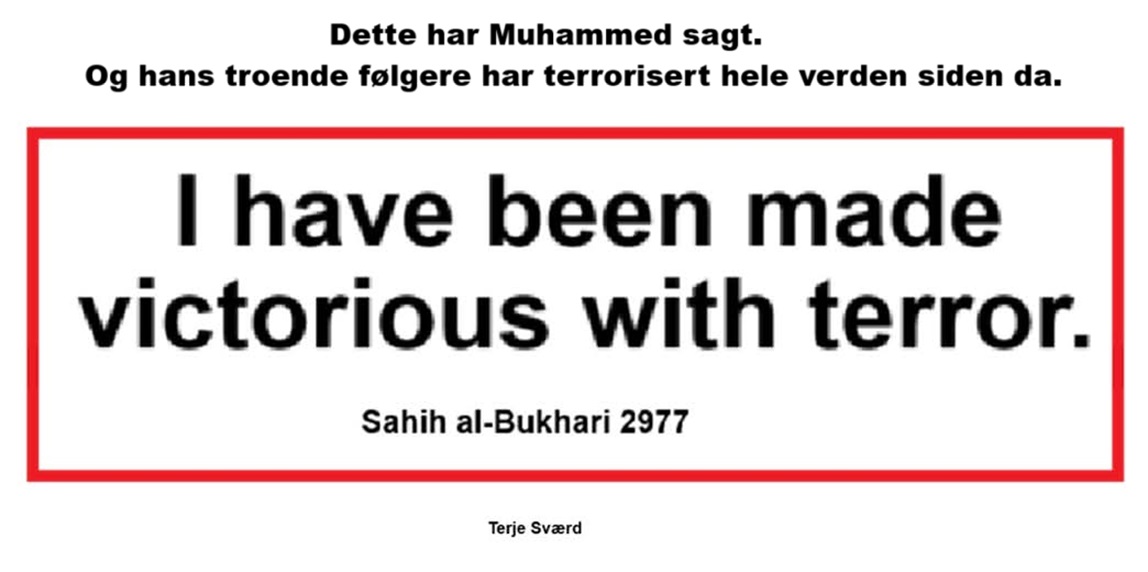 Dette har Muhammed sagt.
Og hans troende følgere har terrorisert hele verden siden da.
I have been made
victorious with terror.
Sahih al-Bukhari 2977
Terje Sværd